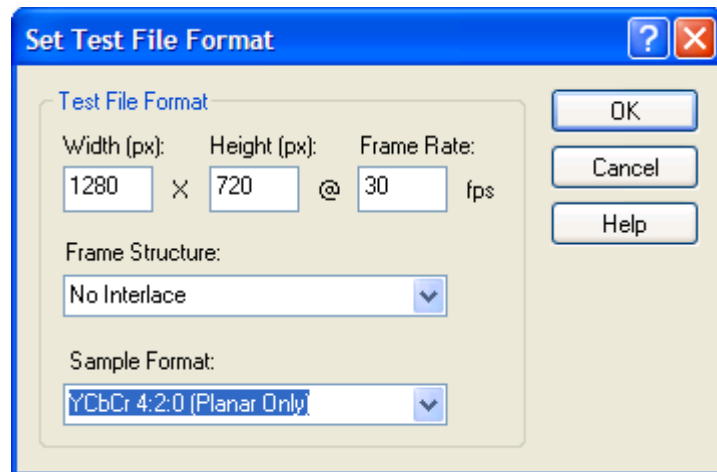 Set Test File Format
Test File Format
OK
Width (px): Height (px): Frame Rate:
1280 X 720 @ 30 fps
Cancel
Help
Frame Structure:
No Interlace
Sample Format:
YCbCr 4:2:0 (Planar Only)